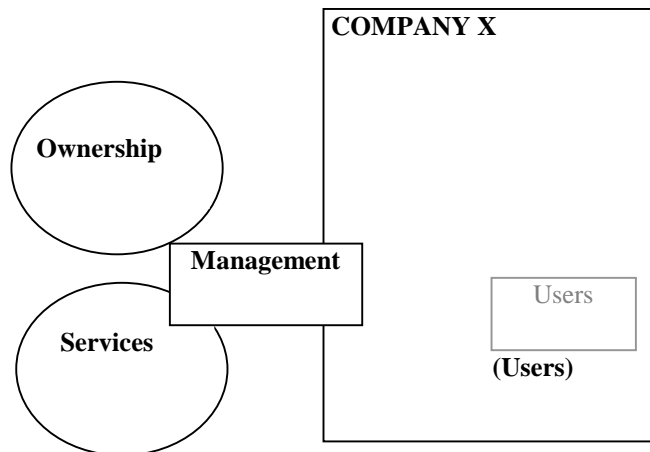 COMPANY X
Ownership
Management
Users
Services
(Users)